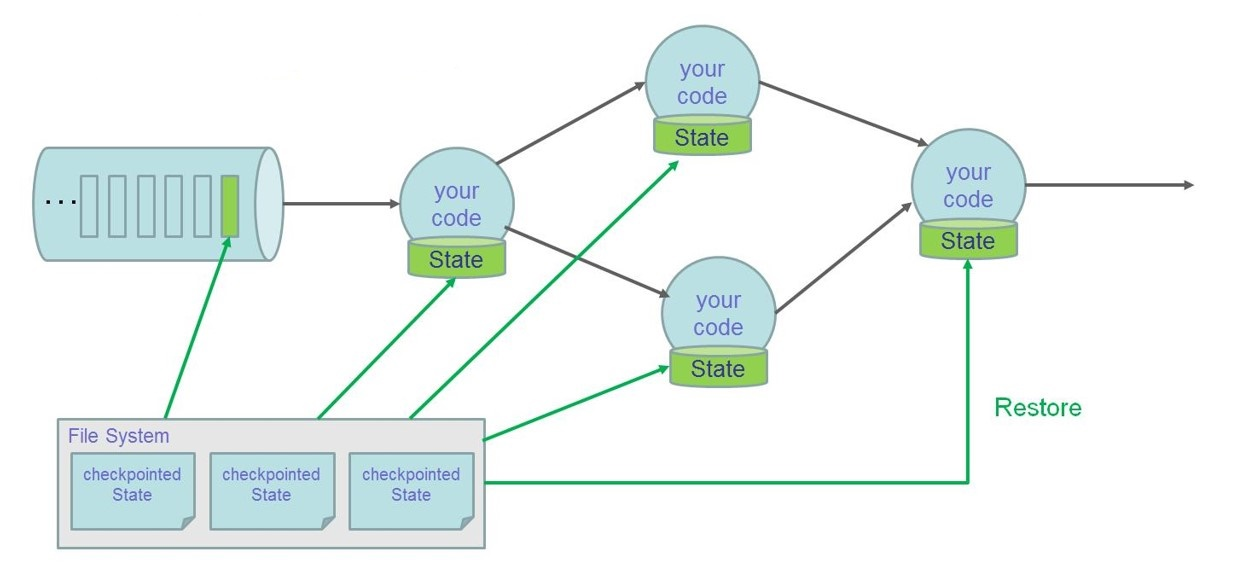 your
code
State
your
code
State
your
code
State
your
code
State
...
File System
checkpointed
State
checkpointed
State
checkpointed
State
Restore